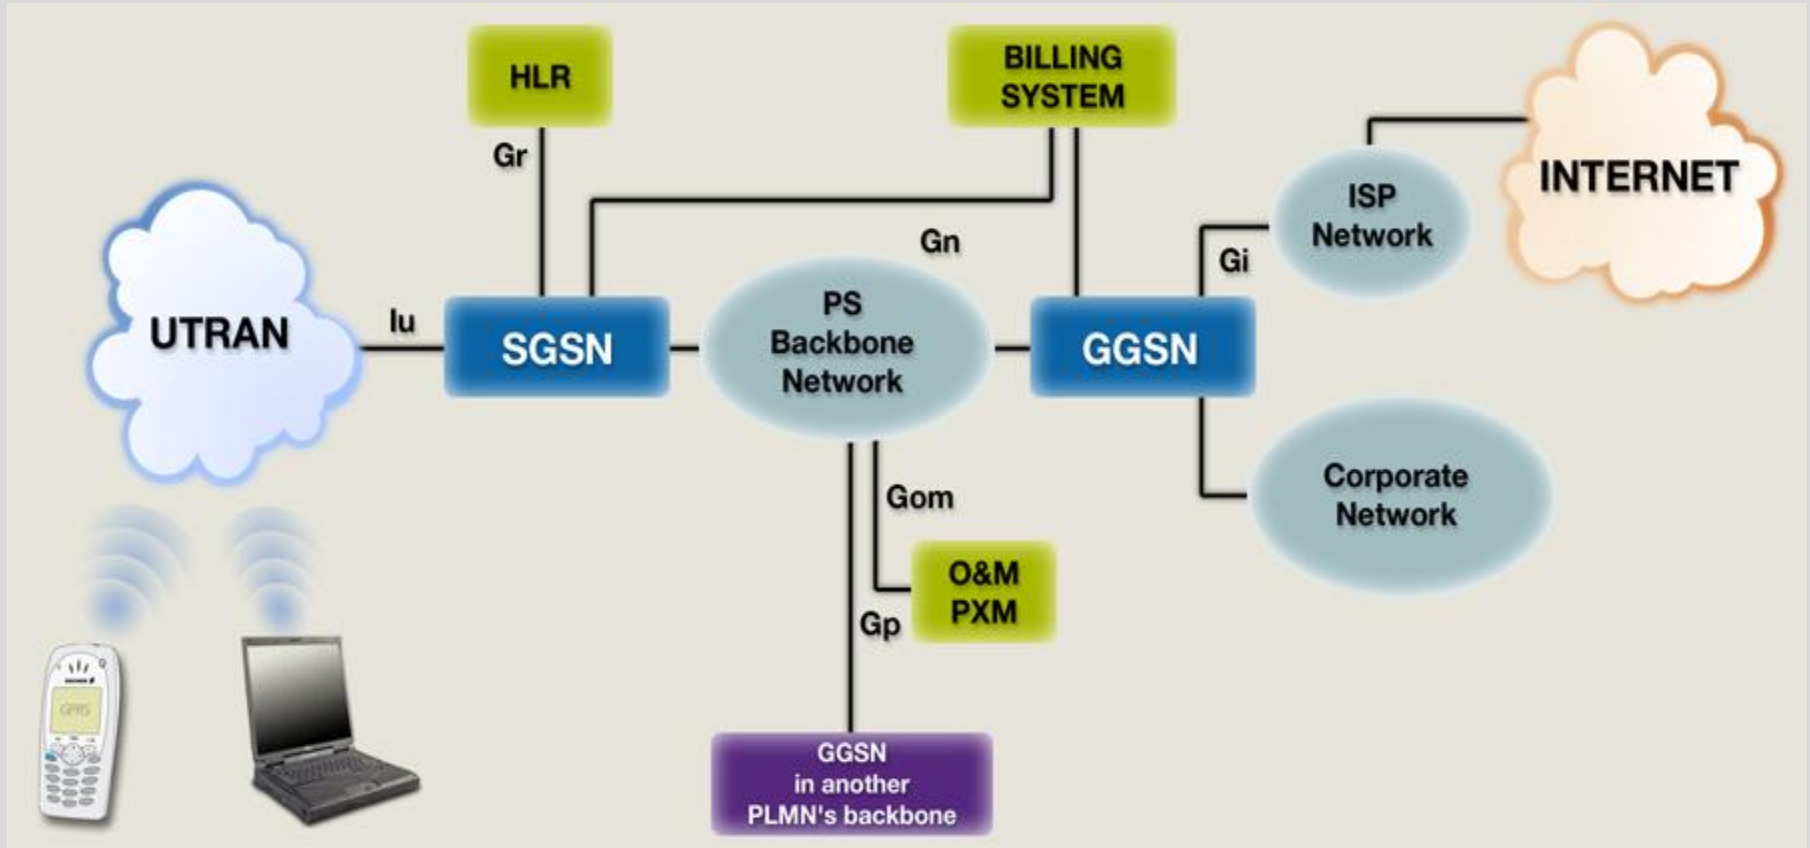 HLR
BILLING
SYSTEM
Gr
INTERNET
ISP
Network
Gn
Gi
UTRAN
Iu
SGSN
PS
Backbone
Network
GGSN
Corporate
Network
Gom
O&M
PXM
Gp
GPRS
GGSN
in another
PLMN's backbone